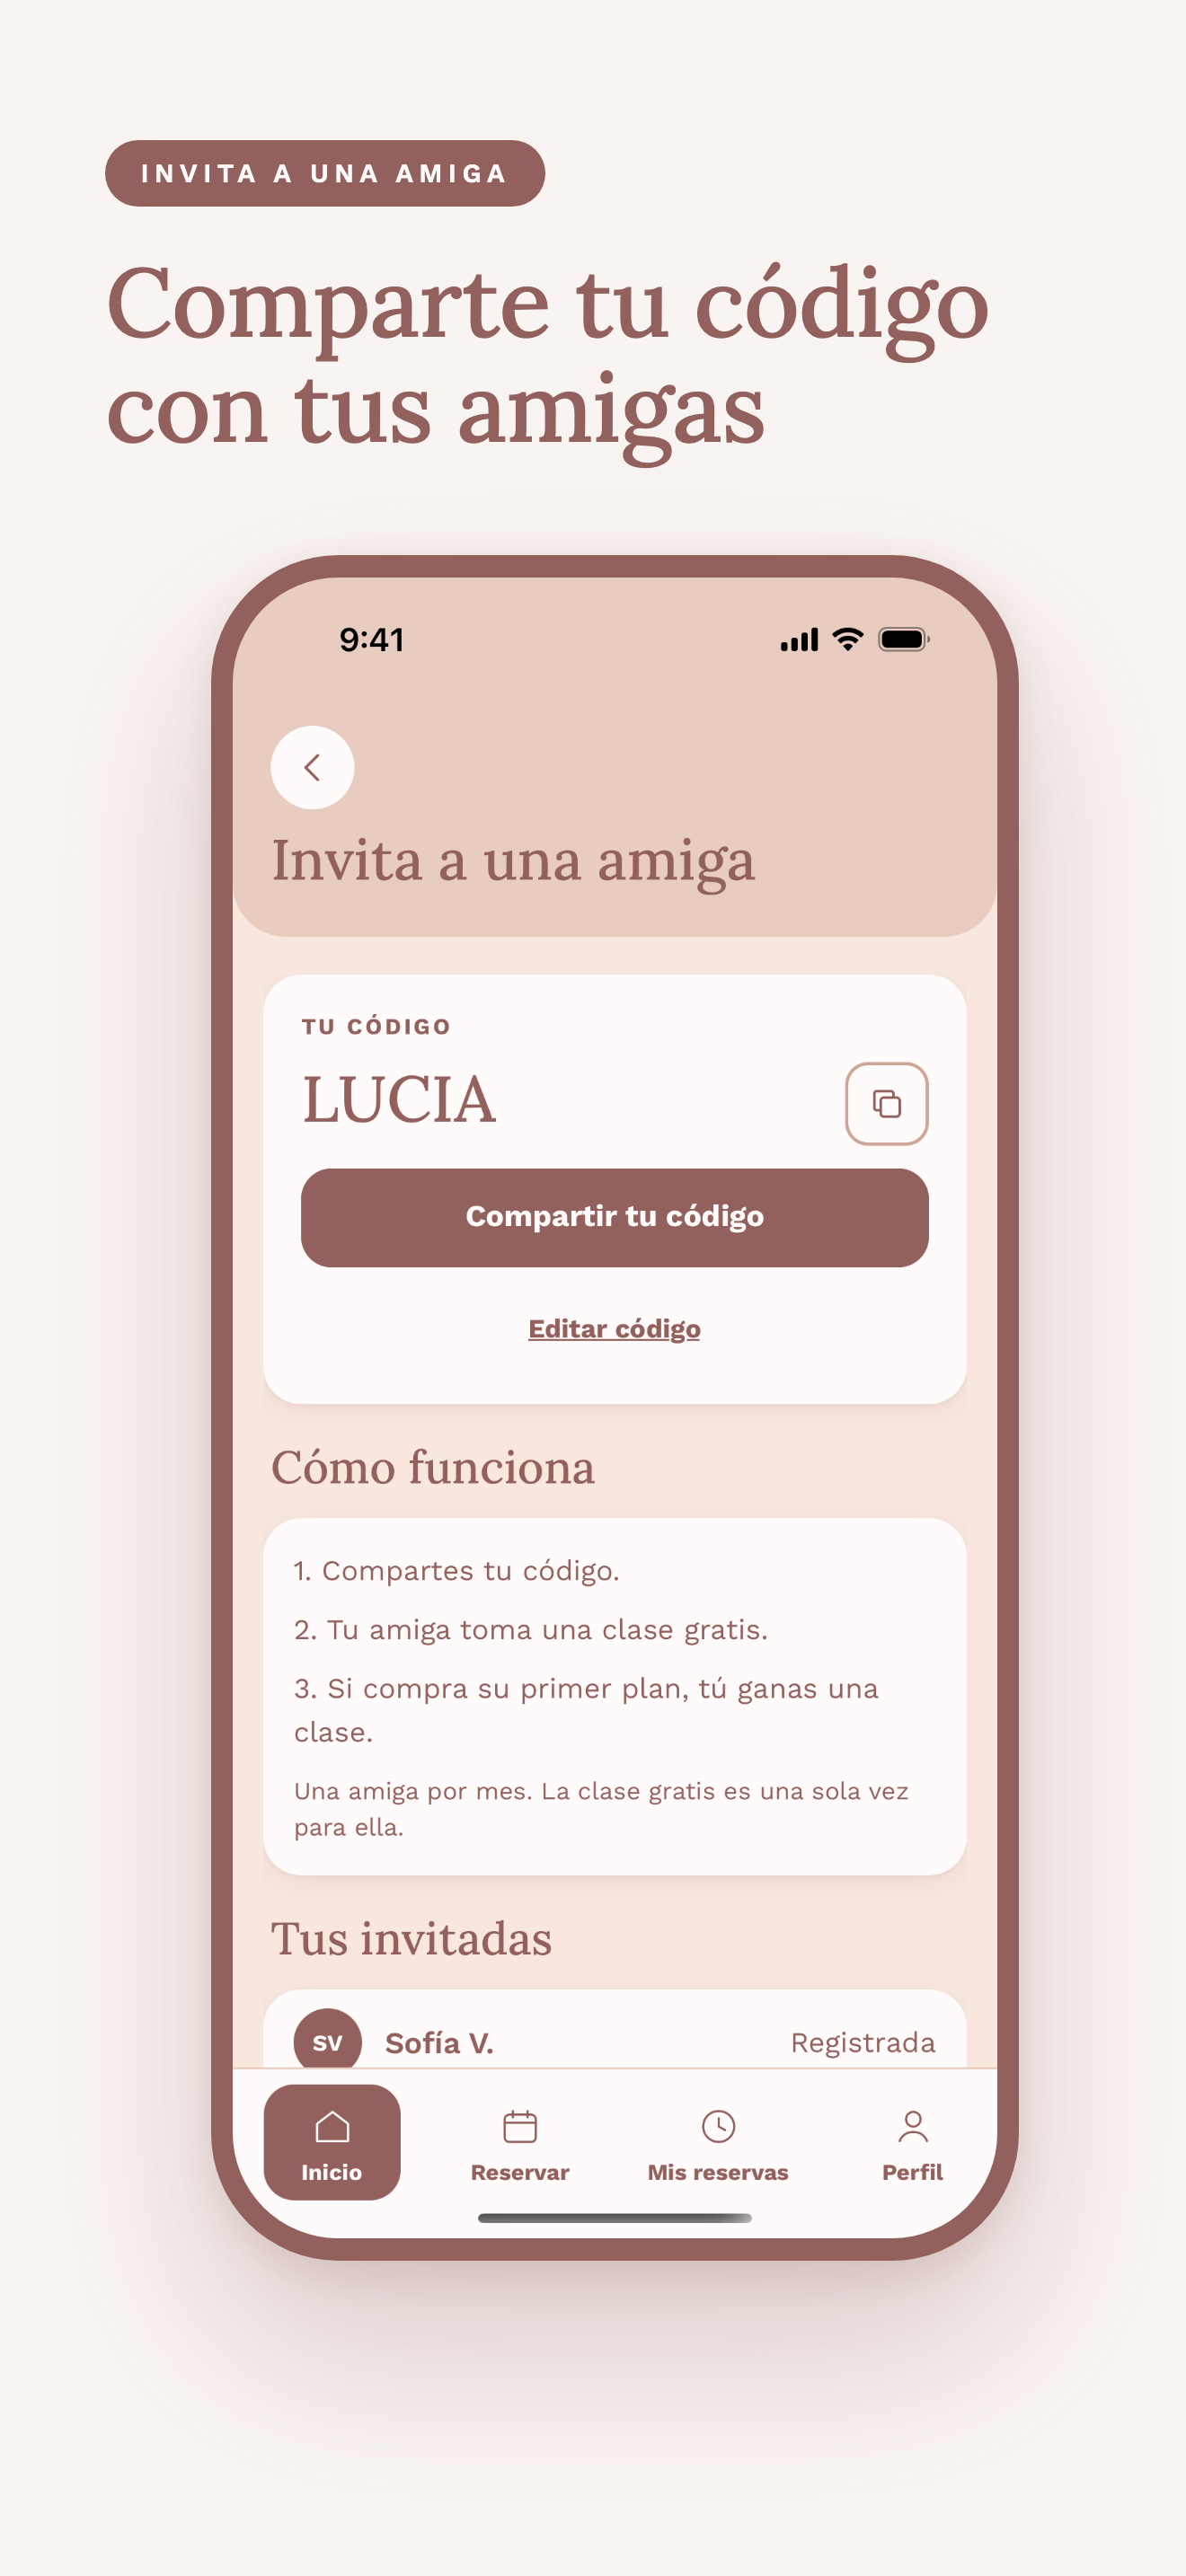 INVITA A UNA AMIGA
Comparte tu código
con tus amigas
9:41
Invita a una amiga
TU CÓDIGO
LUCIA
Compartir tu código
Editar código
Cómo funciona
1. Compartes tu código.
2. Tu amiga toma una clase gratis.
3. Si compra su primer plan, tú ganas una
clase.
Una amiga por mes. La clase gratis es una sola vez
para ella.
Tus invitadas
SV Sofía V. Registrada
Inicio Reservar Mis reservas Perfil